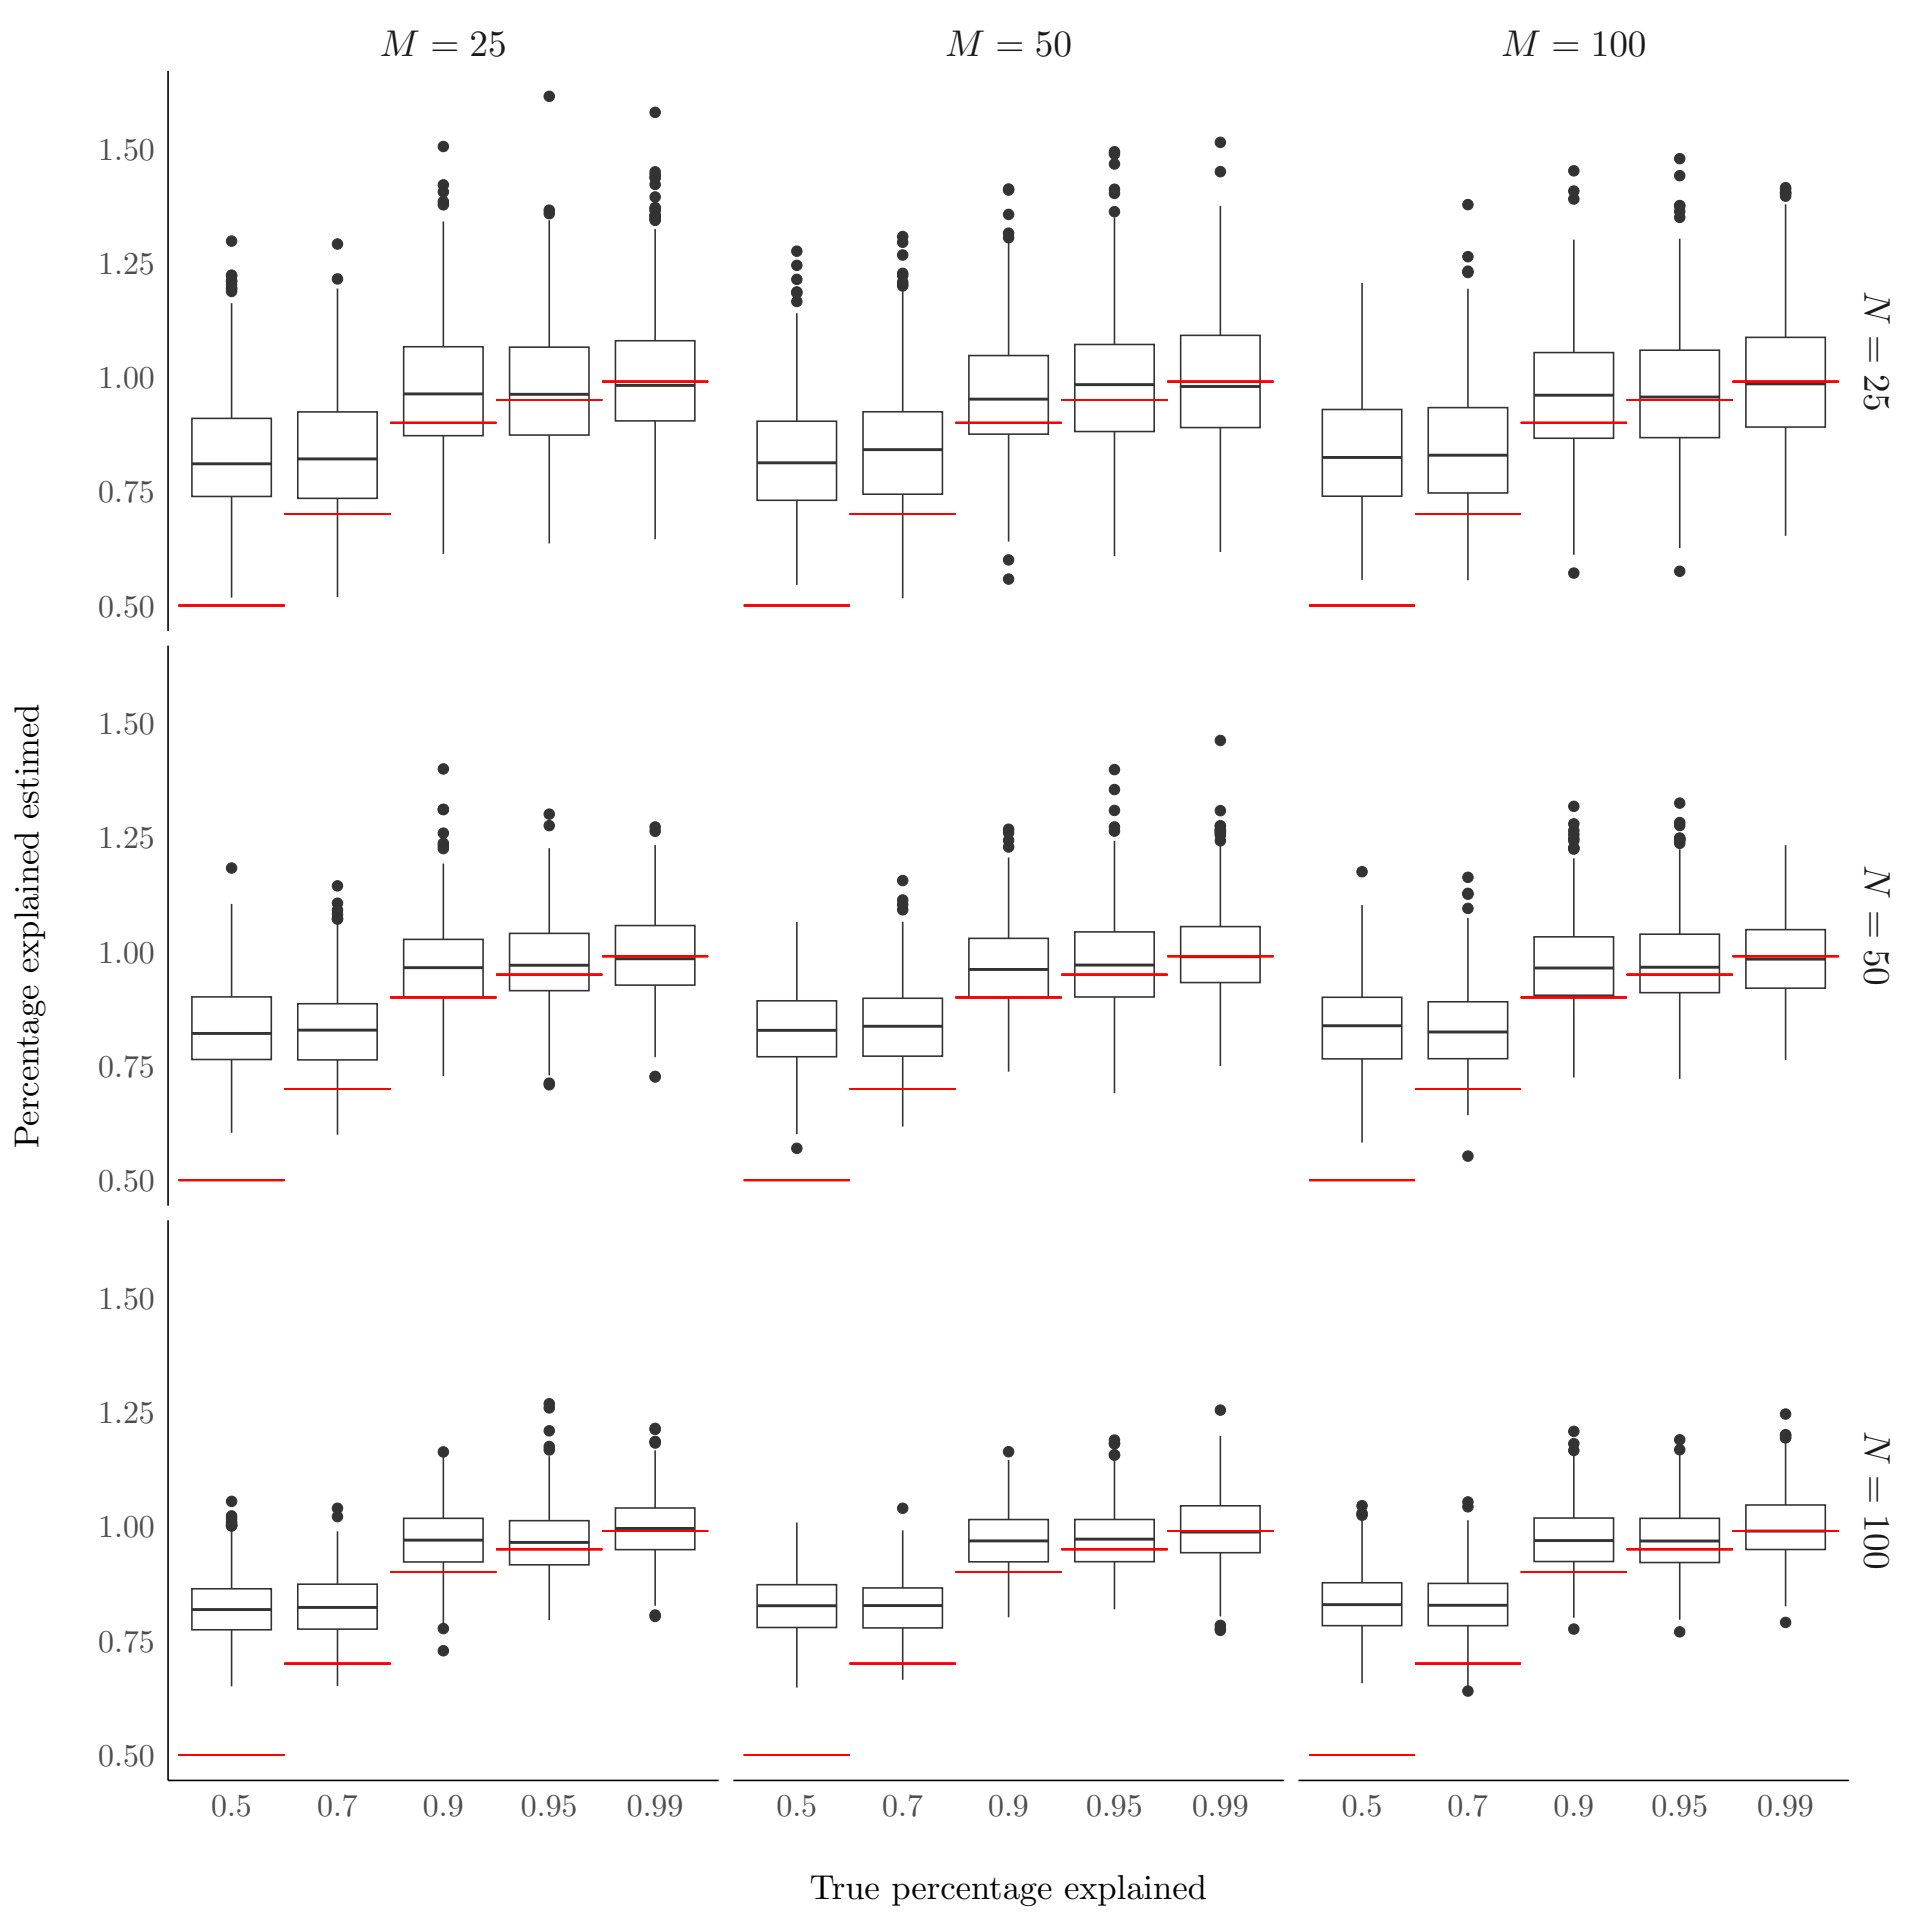 M = 25
M = 50
M = 100
1.50
1.25
1.00
0.75
0.50
N = 25
1.50
1.25
1.00
0.75
0.50
N = 50
1.50
1.25
1.00
0.75
0.50
N = 100
Percentage explained estimed
0.5 0.7 0.9 0.95 0.99
0.5 0.7 0.9 0.95 0.99
0.5 0.7 0.9 0.95 0.99
True percentage explained